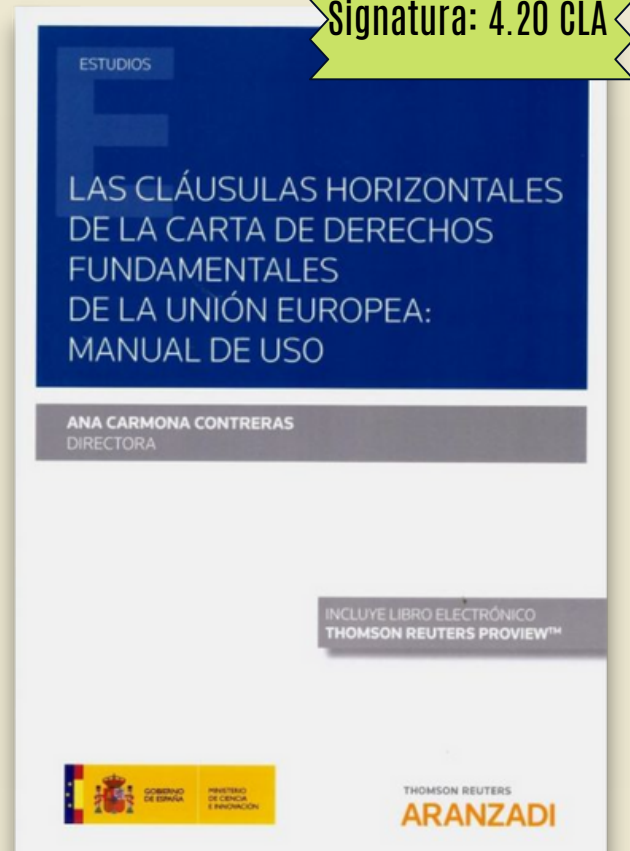 Signatura: 4.20 CLA
ESTUDIOS
E
LAS CLÁUSULAS HORIZONTALES
DE LA CARTA DE DERECHOS
FUNDAMENTALES
DE LA UNIÓN EUROPEA:
MANUAL DE USO
ANA CARMONA CONTRERAS
DIRECTORA
INCLUYE LIBRO ELECTRÓNICO
THOMSON REUTERS PROVIEW™
GOBIERNO
DE ESPAÑA
MINISTERIO
DE CIENCIA
E INNOVACIÓN
THOMSON REUTERS
ARANZADI